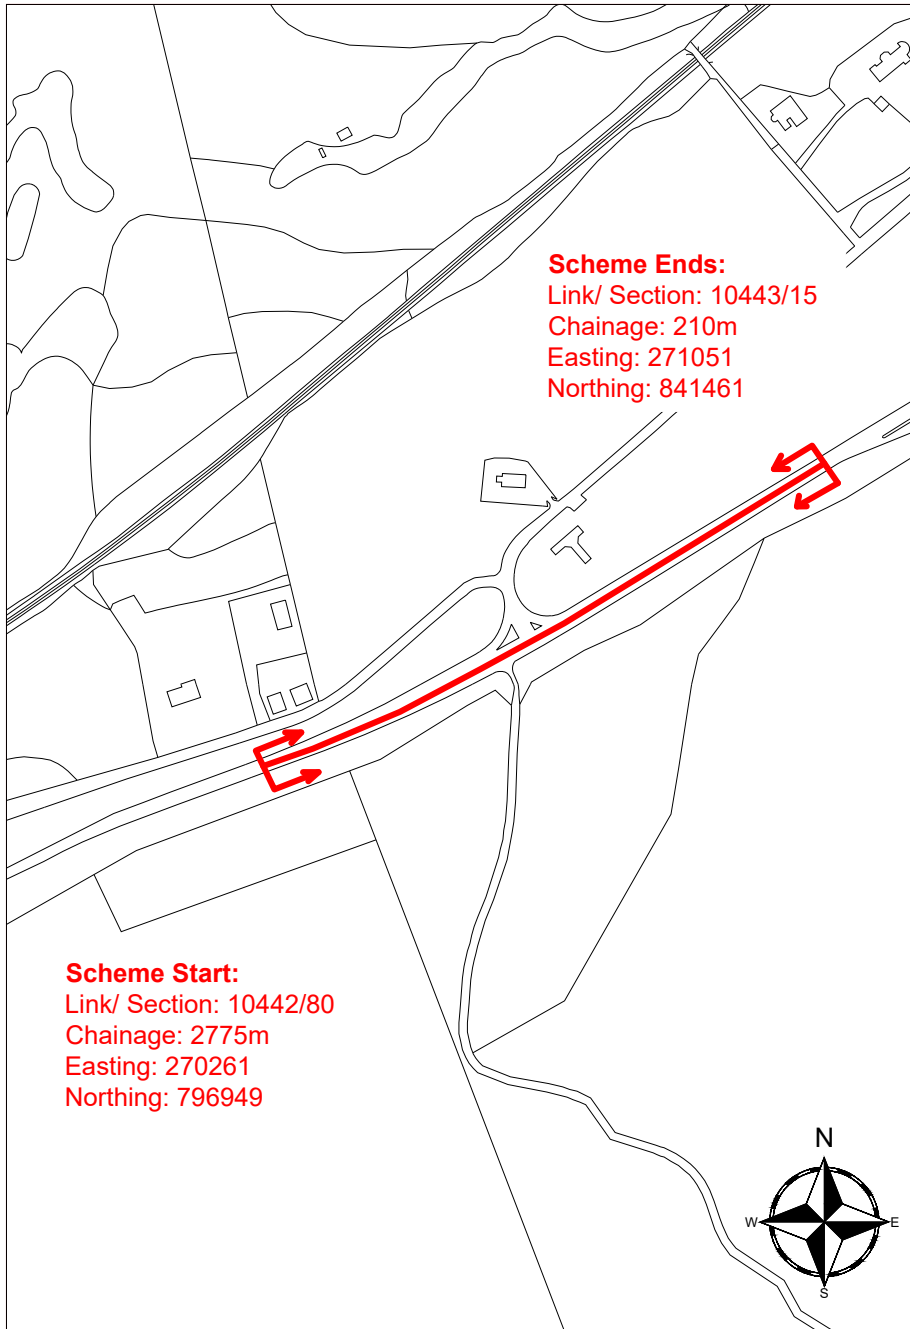 Scheme Ends:
Link/ Section: 10443/15
Chainage: 210m
Easting: 271051
Northing: 841461
Scheme Start:
Link/ Section: 10442/80
Chainage: 2775m
Easting: 270261
Northing: 796949
N
W
E
S